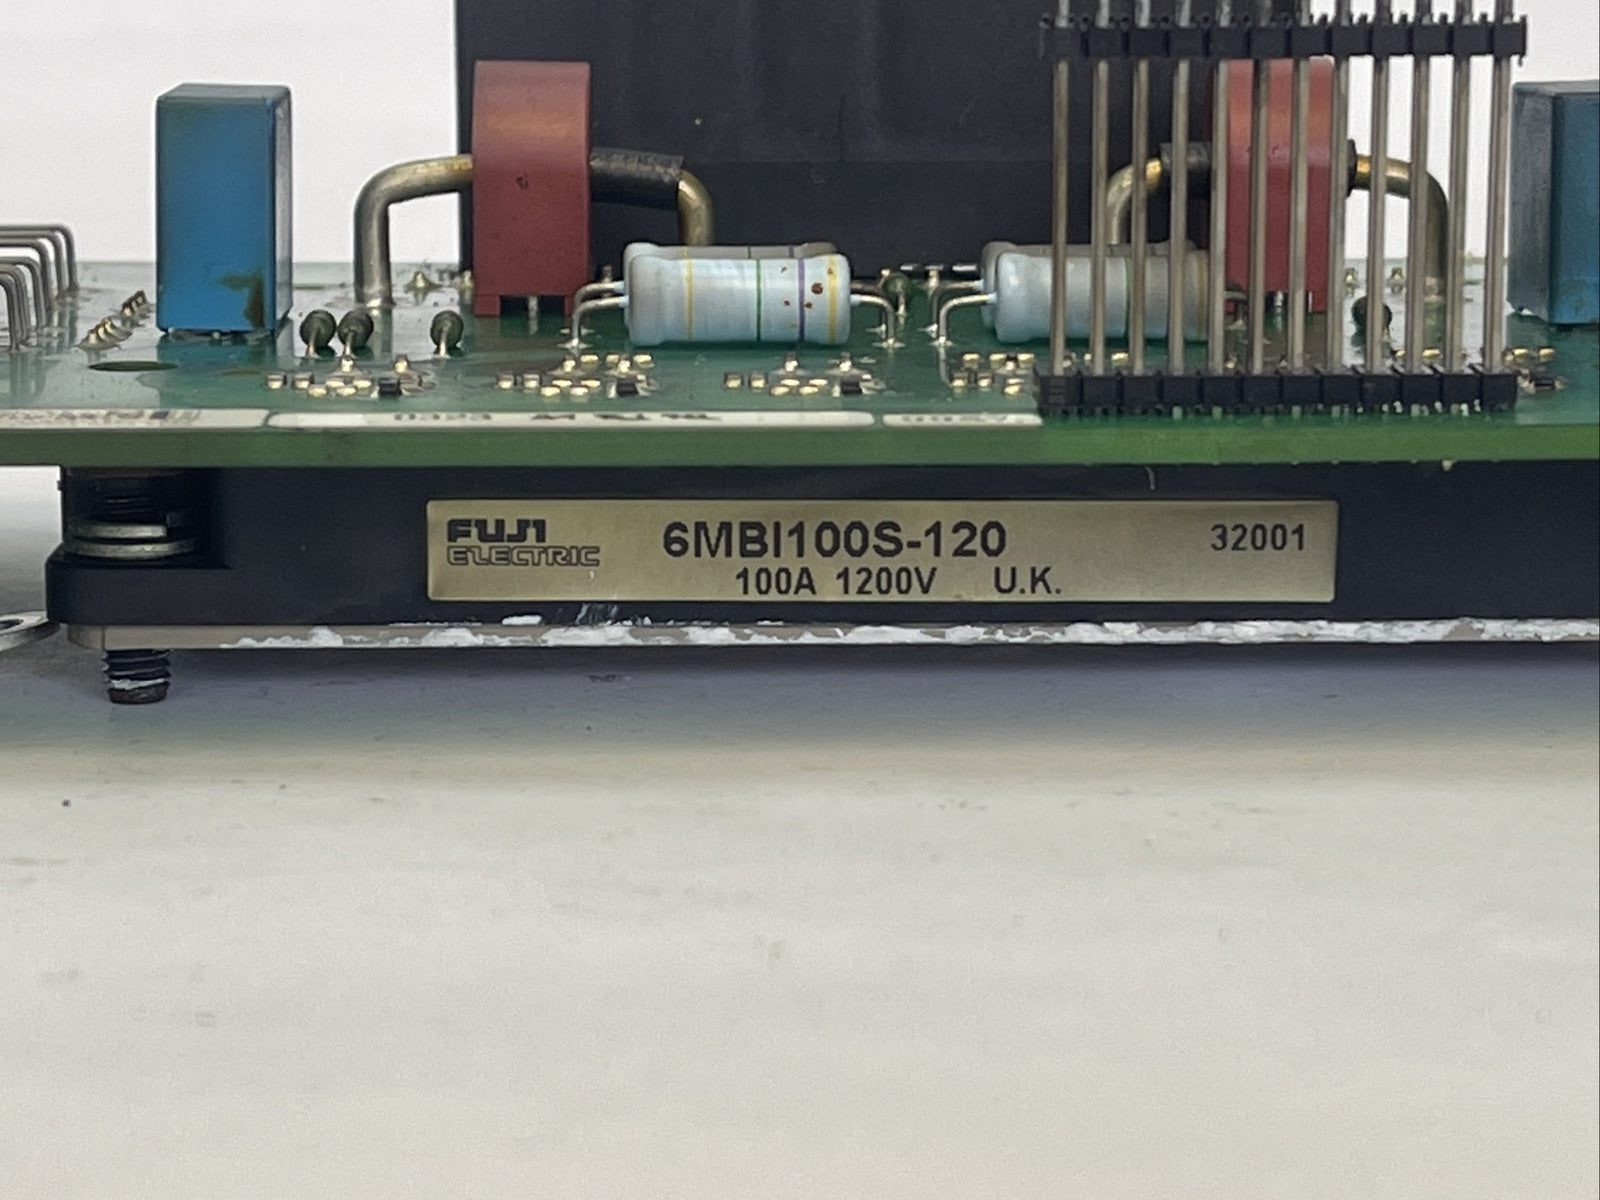 FUJI ELECTRIC
6MBI100S-120
32001
100A 1200V U.K.